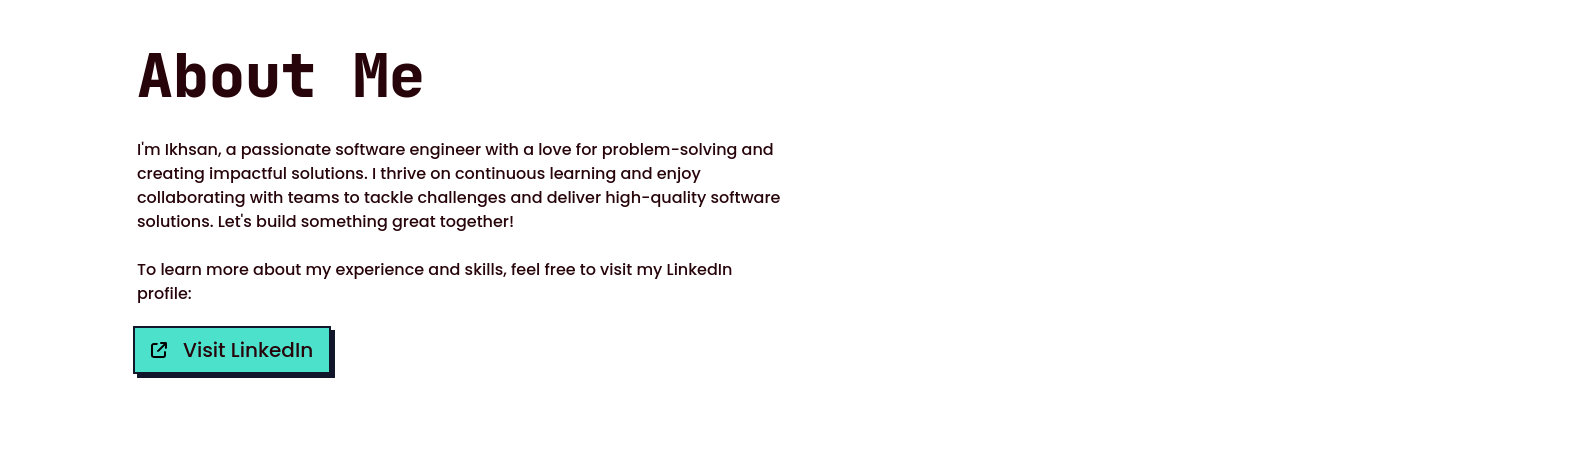 About Me
I'm Ikhsan, a passionate software engineer with a love for problem-solving and
creating impactful solutions. I thrive on continuous learning and enjoy
collaborating with teams to tackle challenges and deliver high-quality software
solutions. Let's build something great together!
To learn more about my experience and skills, feel free to visit my LinkedIn
profile:
Visit LinkedIn